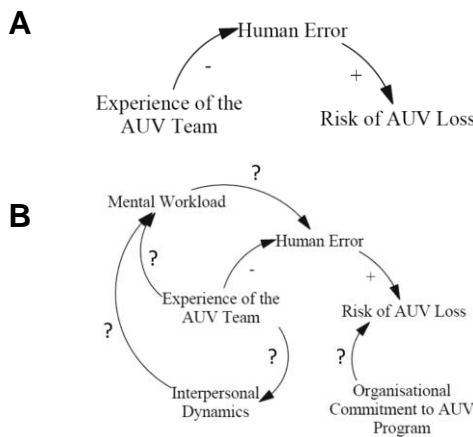 A
Human Error
-
+
Experience of the
AUV Team
Risk of AUV Loss
B
?
Mental Workload
Human Error
?
-
+
Experience of the
AUV Team
Risk of AUV Loss
?
?
?
Interpersonal
Dynamics
Organisational
Commitment to AUV
Program